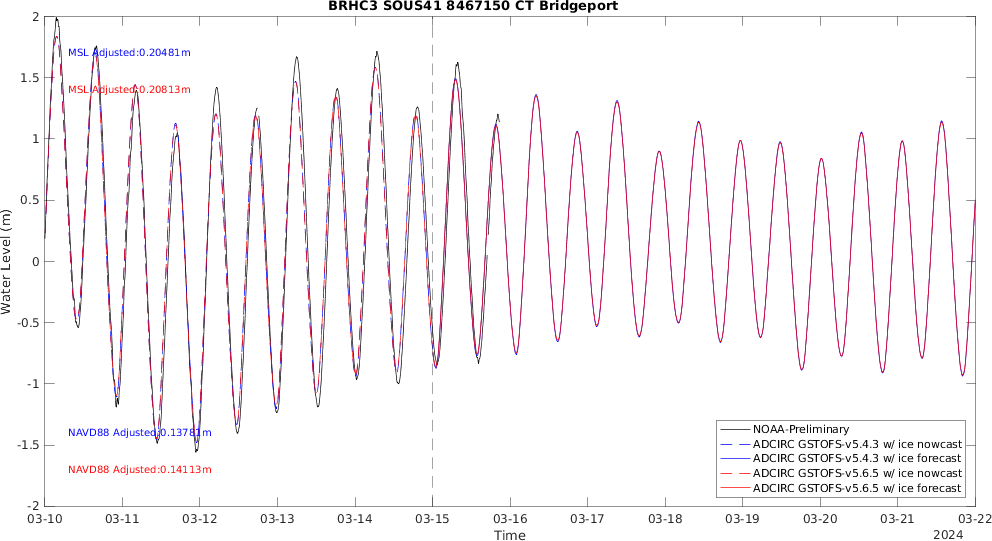 BRHC3 SOUS41 8467150 CT Bridgeport
2
1.5
1
0.5
0
-0.5
-1
-1.5
-2
Water Level (m)
MSL Adjusted:0.20481m
MSL Adjusted:0.20813m
NAVD88 Adjusted:0.13781m
NAVD88 Adjusted:0.14113m
NOAA-Preliminary
ADCIRC GSTOFS-v5.4.3 w/ ice nowcast
ADCIRC GSTOFS-v5.4.3 w/ ice forecast
ADCIRC GSTOFS-v5.6.5 w/ ice nowcast
ADCIRC GSTOFS-v5.6.5 w/ ice forecast
03-10 03-11 03-12 03-13 03-14 03-15 03-16 03-17 03-18 03-19 03-20 03-21 03-22
Time
2024